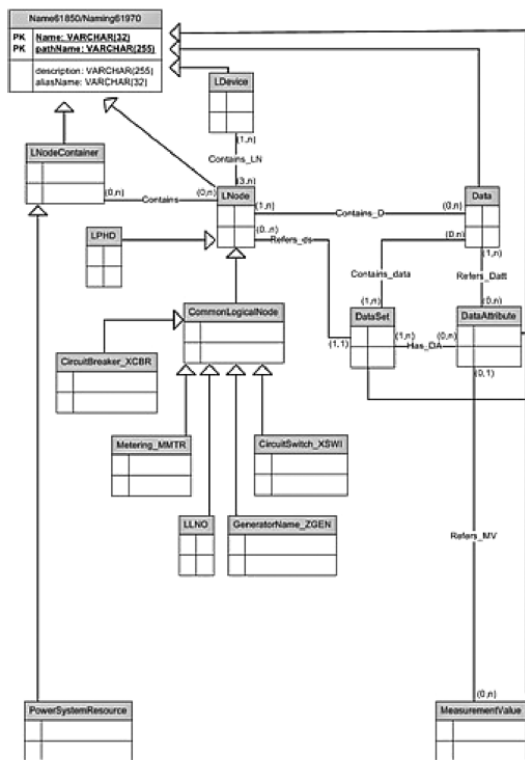 Name61850/Naming61970
PK Name: VARCHAR(32)
PK pathName: VARCHAR(255)
description: VARCHAR(255)
aliasName: VARCHAR(32)
LDevice
(1,n)
Contains_LN
(3,n)
LNodeContainer
(0,n)
Contains
(0,n)
LNode
(1,n)
Contains_D
(0,n)
Data
(0..n)
Refers_ds
(0,n)
(1,n)
LPHD
Contains_data
Refers_Datt
(1,n)
(0,n)
CommonLogicalNode
DataSet
DataAttribute
(1,1)
(1,n)
Has_DA
(0,n)
(0,1)
CircuitBreaker_XCBR
Metering_MMTR
CircuitSwitch_XSWI
LLNO
GeneratorName_ZGEN
Refers_MV
(0,n)
PowerSystemResource
MeasurementValue